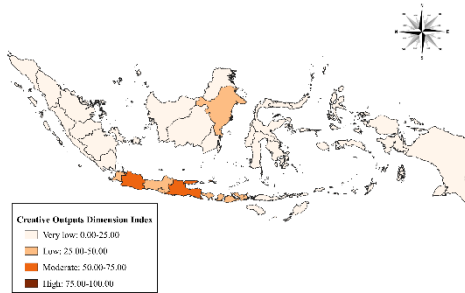 N
Creative Outputs Dimension Index
Very low: 0.00-25.00
Low: 25.00-50.00
Moderate: 50.00-75.00
High: 75.00-100.00